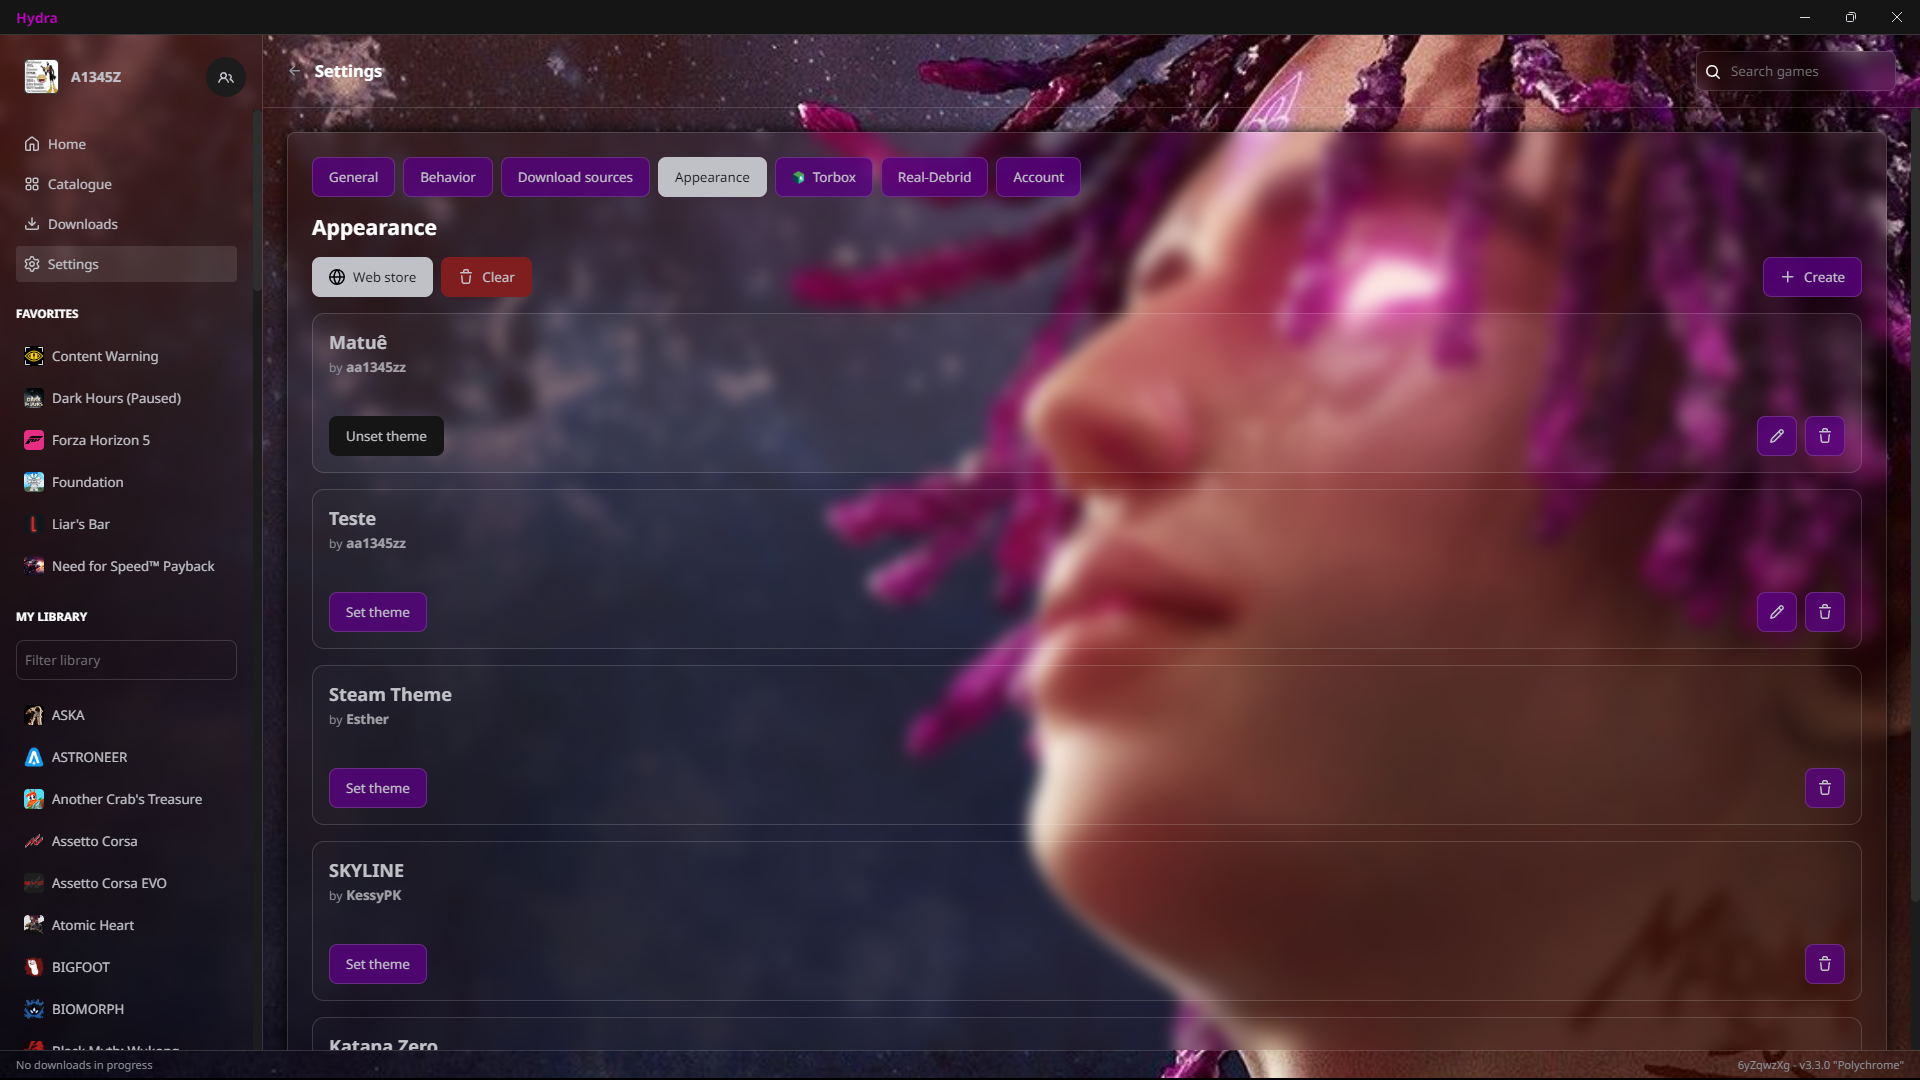 Hydra
A1345Z
Home
Catalogue
Downloads
Settings
FAVORITES
Content Warning
Dark Hours (Paused)
Forza Horizon 5
Foundation
Liar's Bar
Need for Speed™ Payback
MY LIBRARY
Filter library
ASKA
ASTRONEER
Another Crab's Treasure
Assetto Corsa
Assetto Corsa EVO
Atomic Heart
BIGFOOT
BIOMORPH
Black Myth: Wukong
Settings
Search games
General
Behavior
Download sources
Appearance
Torbox
Real-Debrid
Account
Appearance
Web store
Clear
Create
Matuê
by aa1345zz
Unset theme
Teste
by aa1345zz
Set theme
Steam Theme
by Esther
Set theme
SKYLINE
by KessyPK
Set theme
Katana Zero
No downloads in progress
6yZqwzXg - v3.3.0 "Polychrome"